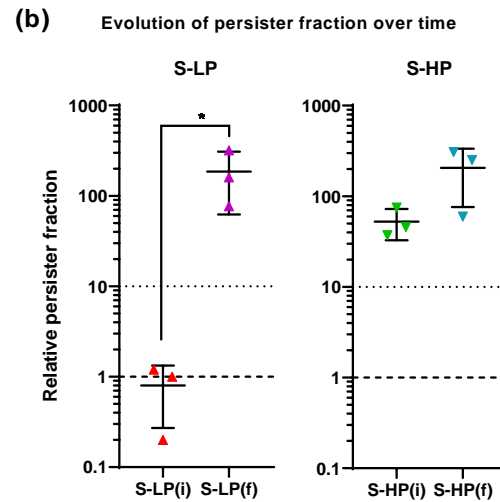 (b) Evolution of persister fraction over time
S-LP
S-HP
Relative persister fraction
1000
100
10
1
0.1
*
S-LP(i) S-LP(f)
1000
100
10
1
0.1
S-HP(i) S-HP(f)